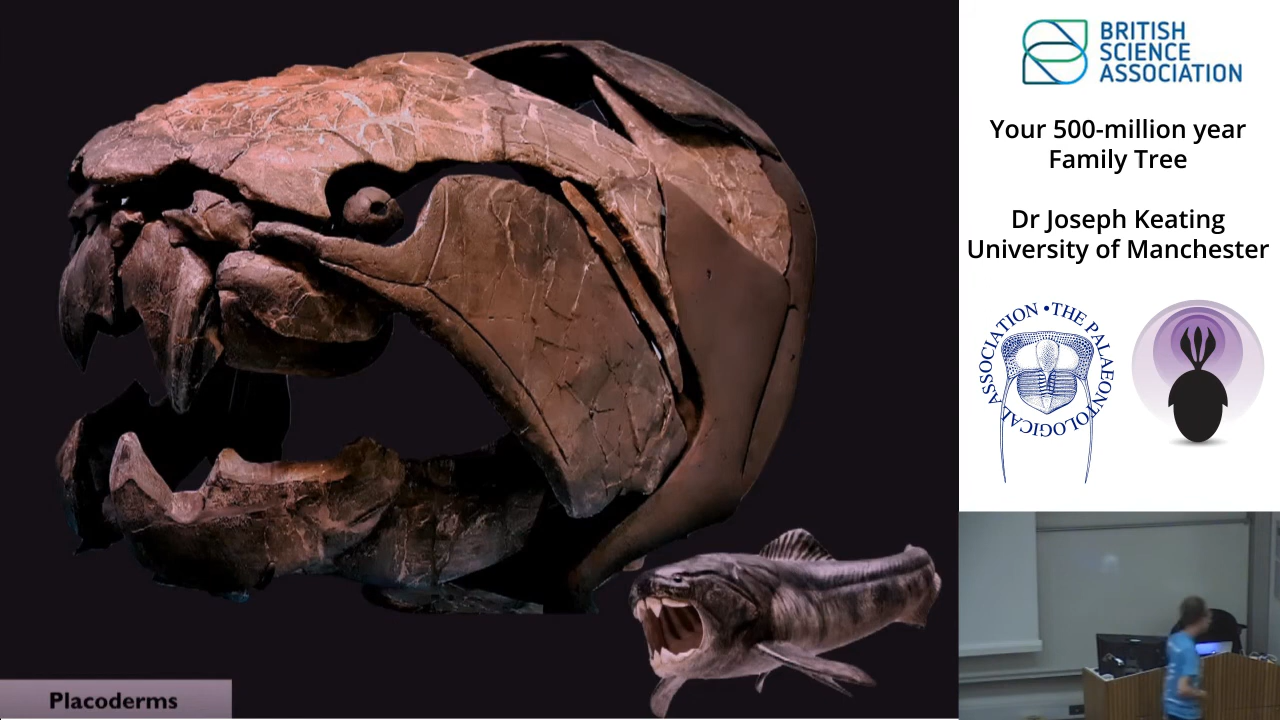 BRITISH
SCIENCE
ASSOCIATION
Your 500-million year
Family Tree
Dr Joseph Keating
University of Manchester
THE PALAEONTOLOGICAL ASSOCIATION •
Placoderms